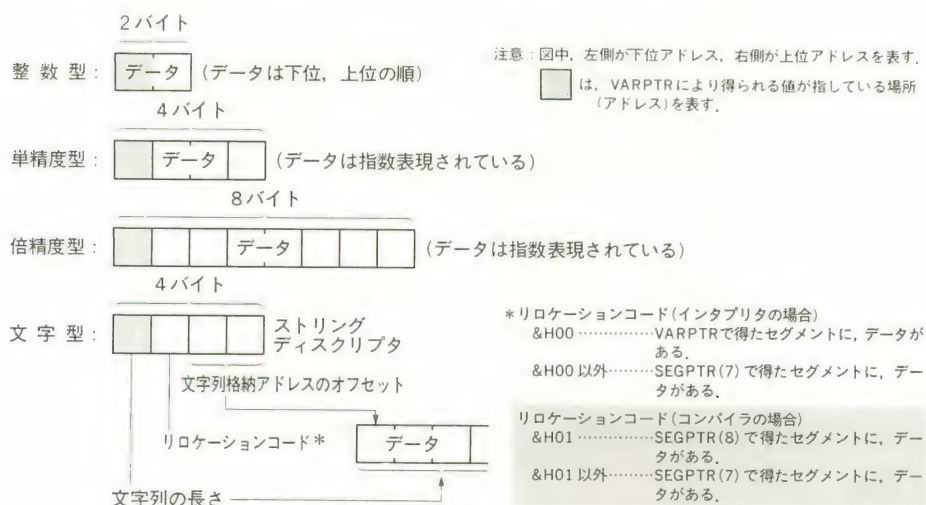 2バイト
整数型： データ （データは下位，上位の順）
注意：図中，左側が下位アドレス，右側が上位アドレスを表す．
は，VARPTRにより得られる値が指している場所
（アドレス）を表す．
4バイト
単精度型： データ （データは指数表現されている）
8バイト
倍精度型： データ （データは指数表現されている）
4バイト
文字型： ストリング
ディスクリプタ
文字列格納アドレスのオフセット
リロケーションコード＊ データ
文字列の長さ
＊リロケーションコード（インタプリタの場合）
&H00……………VARPTRで得たセグメントに，データが
ある．
&H00以外………SEGPTR(7)で得たセグメントに，デー
タがある．
リロケーションコード（コンパイラの場合）
&H01……………SEGPTR(8)で得たセグメントに，デー
タがある．
&H01以外………SEGPTR(7)で得たセグメントに，デー
タがある．